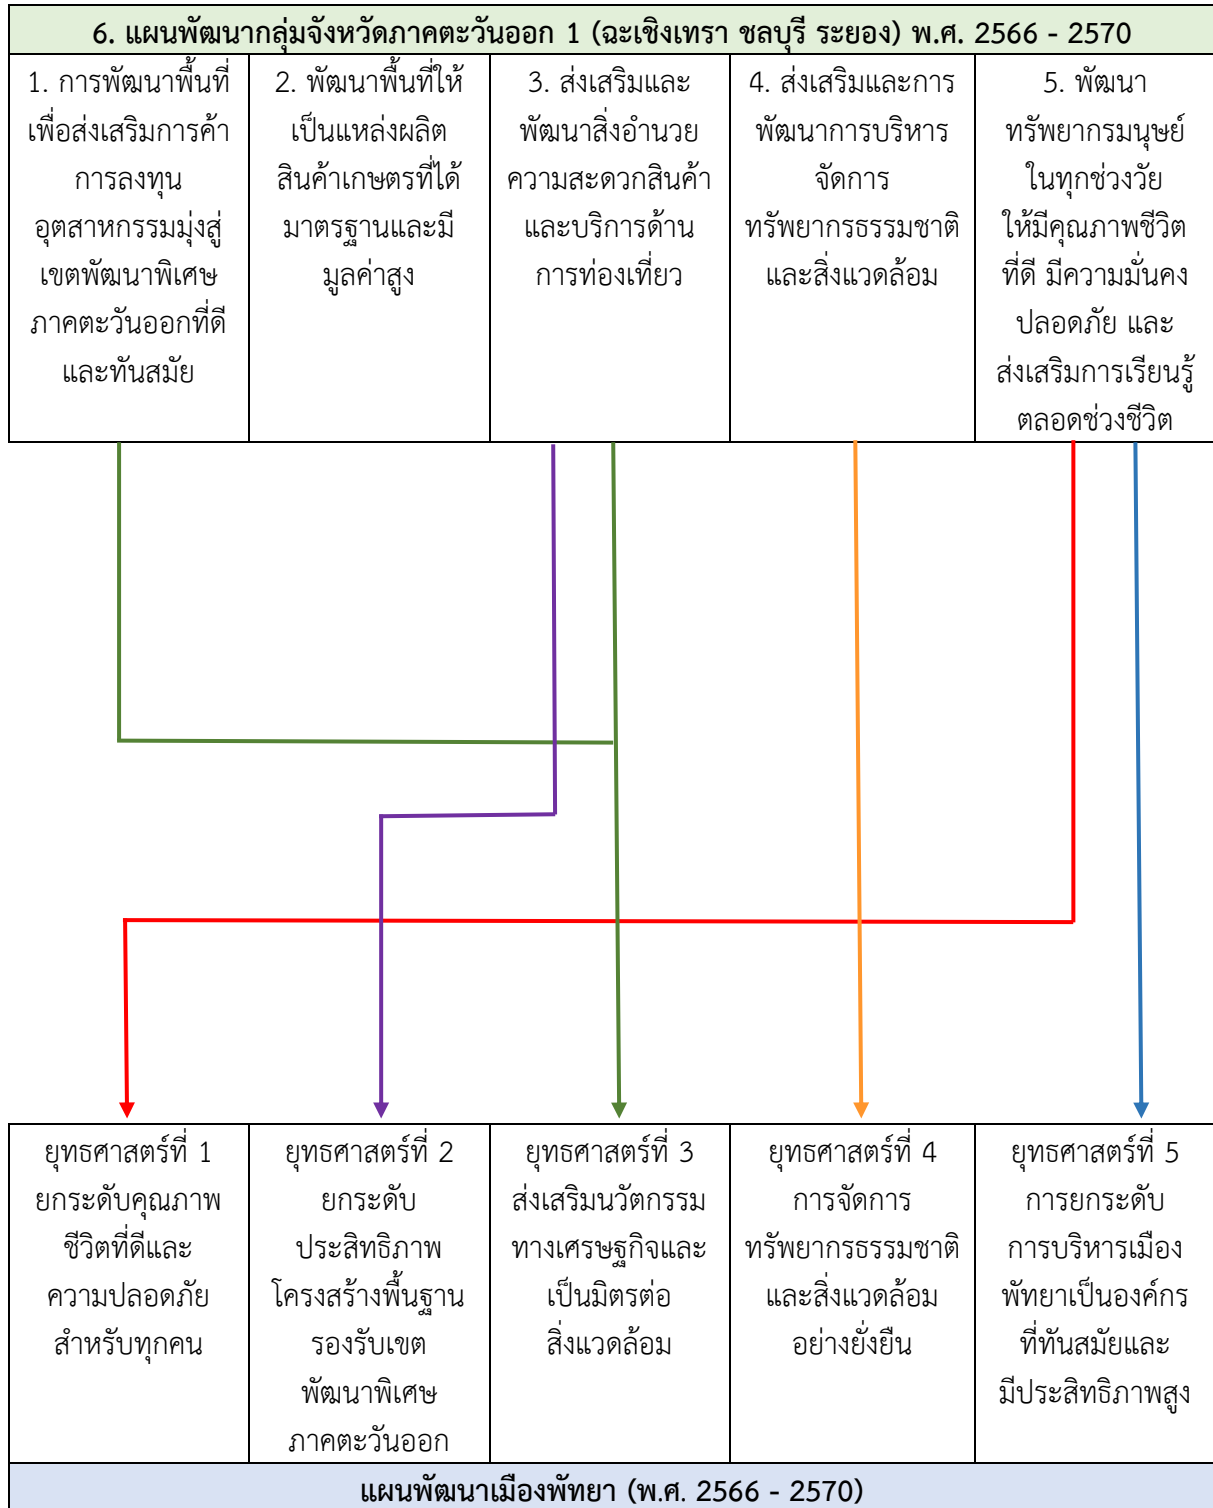 6. แผนพัฒนากลุ่มจังหวัดภาคตะวันออก 1 (ฉะเชิงเทรา ชลบุรี ระยอง) พ.ศ. 2566 - 2570
1. การพัฒนาพื้นที่
เพื่อส่งเสริมการค้า
การลงทุน
อุตสาหกรรมมุ่งสู่
เขตพัฒนาพิเศษ
ภาคตะวันออกที่ดี
และทันสมัย
2. พัฒนาพื้นที่ให้
เป็นแหล่งผลิต
สินค้าเกษตรที่ได้
มาตรฐานและมี
มูลค่าสูง
3. ส่งเสริมและ
พัฒนาสิ่งอำนวย
ความสะดวกสินค้า
และบริการด้าน
การท่องเที่ยว
4. ส่งเสริมและการ
พัฒนาการบริหาร
จัดการ
ทรัพยากรธรรมชาติ
และสิ่งแวดล้อม
5. พัฒนา
ทรัพยากรมนุษย์
ในทุกช่วงวัย
ให้มีคุณภาพชีวิต
ที่ดี มีความมั่นคง
ปลอดภัย และ
ส่งเสริมการเรียนรู้
ตลอดช่วงชีวิต
ยุทธศาสตร์ที่ 1
ยกระดับคุณภาพ
ชีวิตที่ดีและ
ความปลอดภัย
สำหรับทุกคน
ยุทธศาสตร์ที่ 2
ยกระดับ
ประสิทธิภาพ
โครงสร้างพื้นฐาน
รองรับเขต
พัฒนาพิเศษ
ภาคตะวันออก
ยุทธศาสตร์ที่ 3
ส่งเสริมนวัตกรรม
ทางเศรษฐกิจและ
เป็นมิตรต่อ
สิ่งแวดล้อม
ยุทธศาสตร์ที่ 4
การจัดการ
ทรัพยากรธรรมชาติ
และสิ่งแวดล้อม
อย่างยั่งยืน
ยุทธศาสตร์ที่ 5
การยกระดับ
การบริหารเมือง
พัทยาเป็นองค์กร
ที่ทันสมัยและ
มีประสิทธิภาพสูง
แผนพัฒนาเมืองพัทยา (พ.ศ. 2566 - 2570)